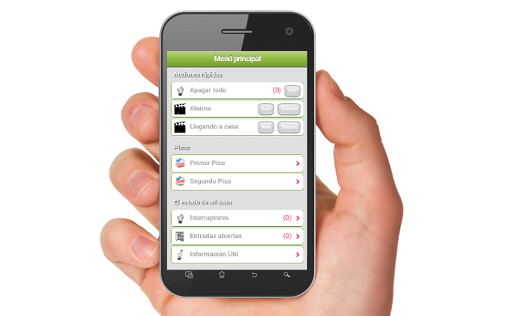 Menú principal
Acciones rápidas
Apagar todo (0)
Alarma
Llegando a casa
Pisos
Primer Piso
Segundo Piso
El estado de mi casa
Interruptores (0)
Entradas abiertas (0)
Información Útil